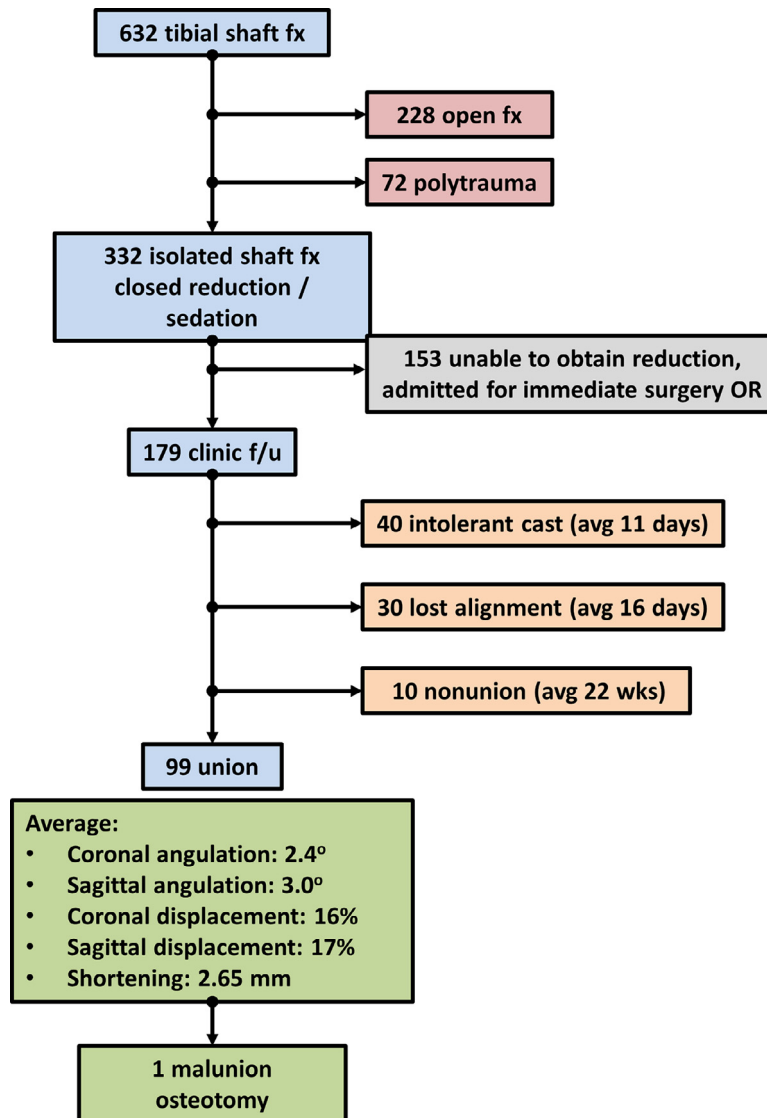 632 tibial shaft fx
228 open fx
72 polytrauma
332 isolated shaft fx
closed reduction /
sedation
153 unable to obtain reduction,
admitted for immediate surgery OR
179 clinic f/u
40 intolerant cast (avg 11 days)
30 lost alignment (avg 16 days)
10 nonunion (avg 22 wks)
99 union
Average:
• Coronal angulation: 2.4º
• Sagittal angulation: 3.0º
• Coronal displacement: 16%
• Sagittal displacement: 17%
• Shortening: 2.65 mm
1 malunion
osteotomy